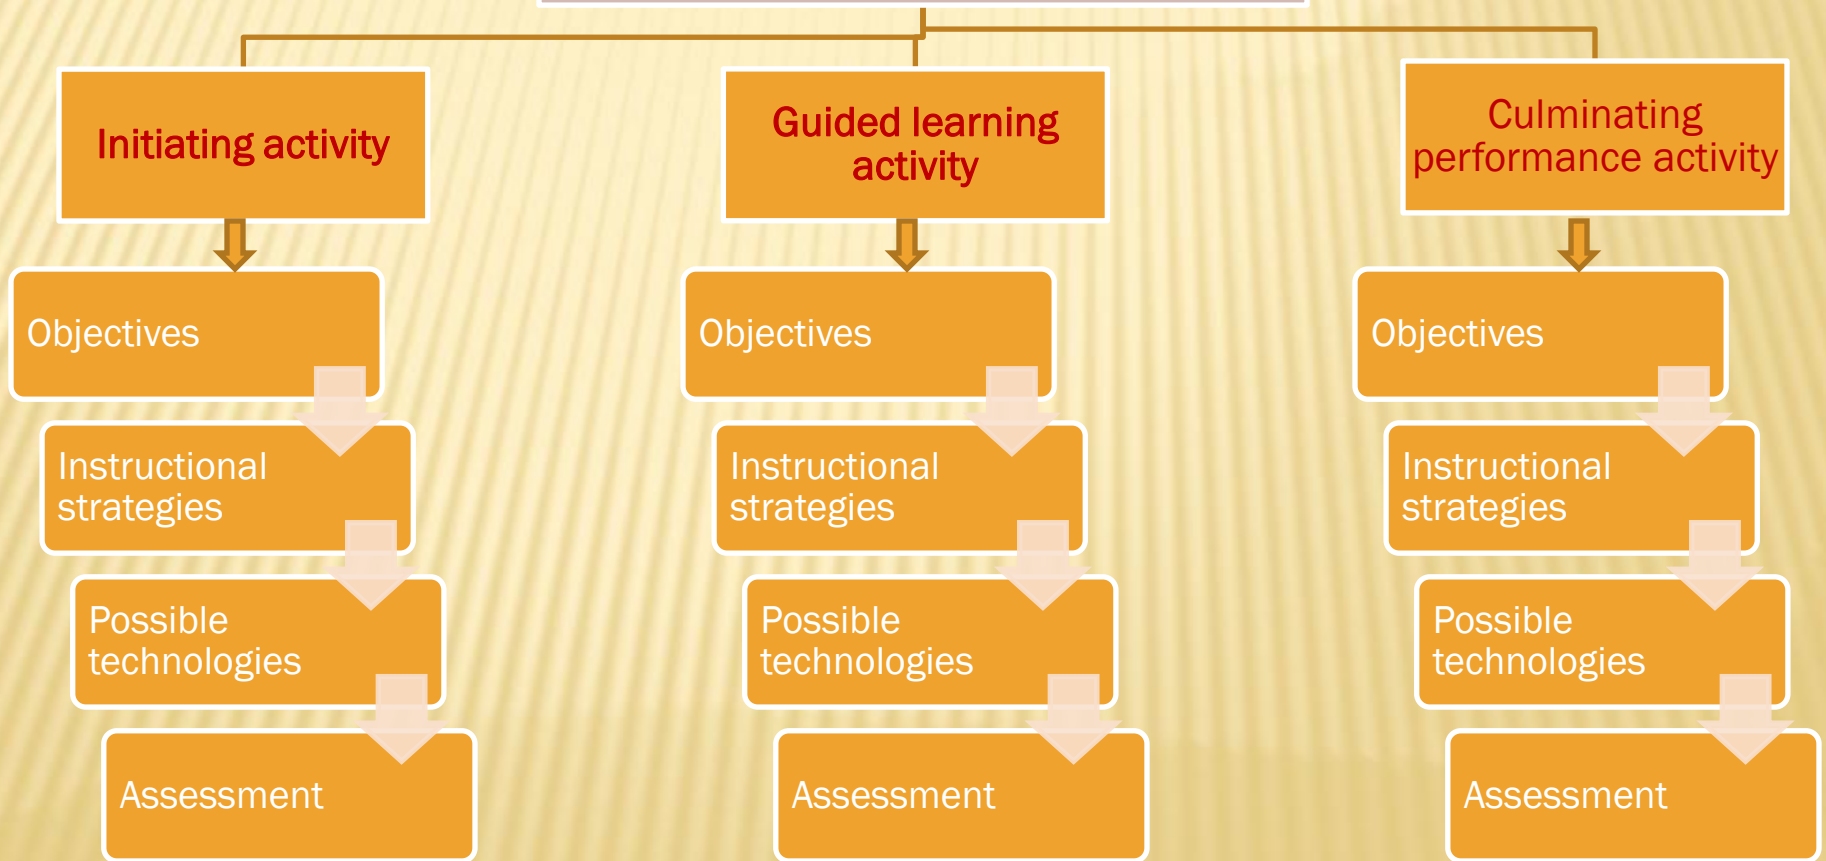 Initiating activity
Objectives
Instructional
strategies
Possible
technologies
Assessment
Guided learning
activity
Objectives
Instructional
strategies
Possible
technologies
Assessment
Culminating
performance activity
Objectives
Instructional
strategies
Possible
technologies
Assessment